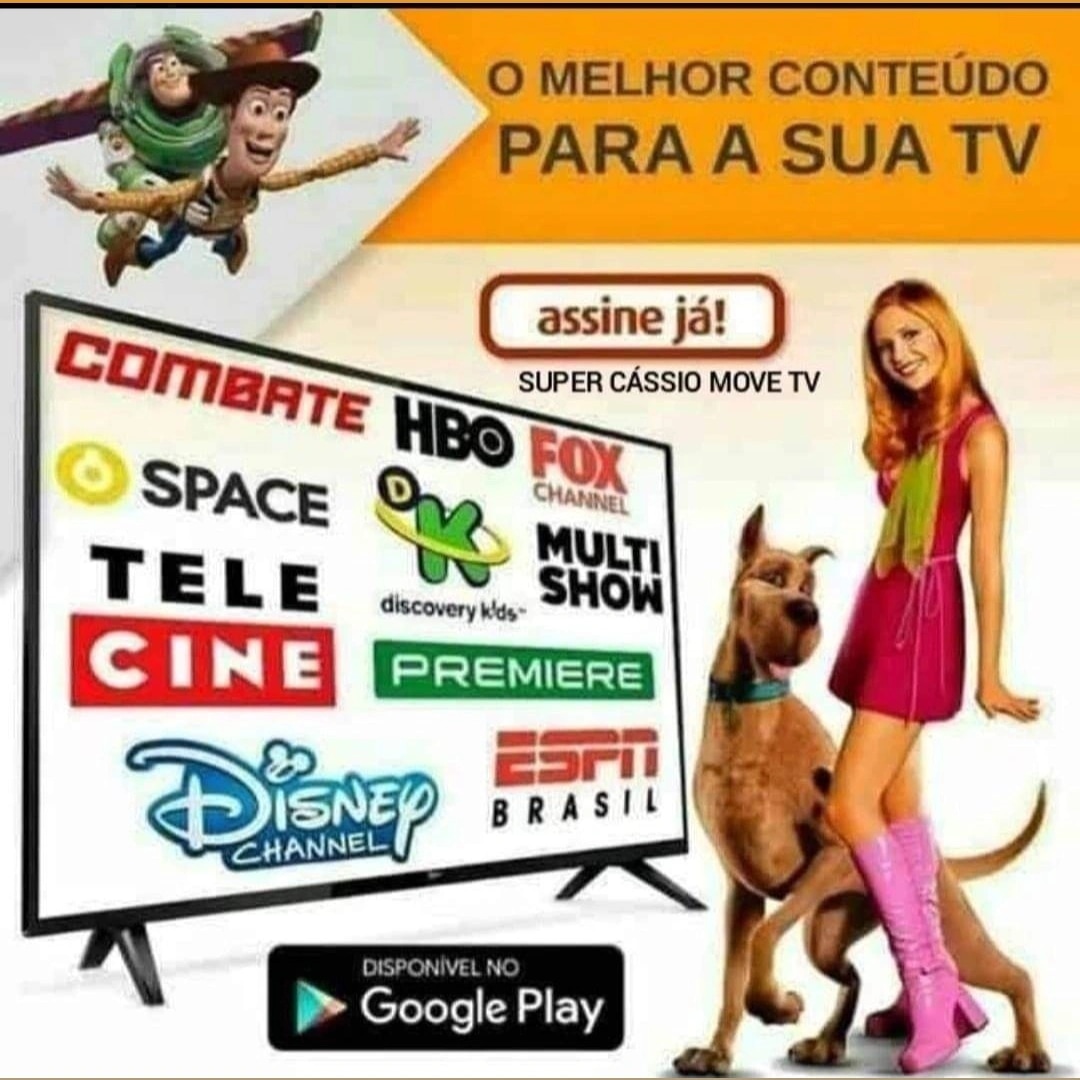 O MELHOR CONTEÚDO
PARA A SUA TV
assine já!
SUPER CÁSSIO MOVE TV
COMBATE
HBO
FOX
CHANNEL
SPACE
D
K
discovery kids
MULTI
SHOW
TELE
CINE
PREMIERE
DISNEY
CHANNEL
ESPN
BRASIL
DISPONÍVEL NO
Google Play